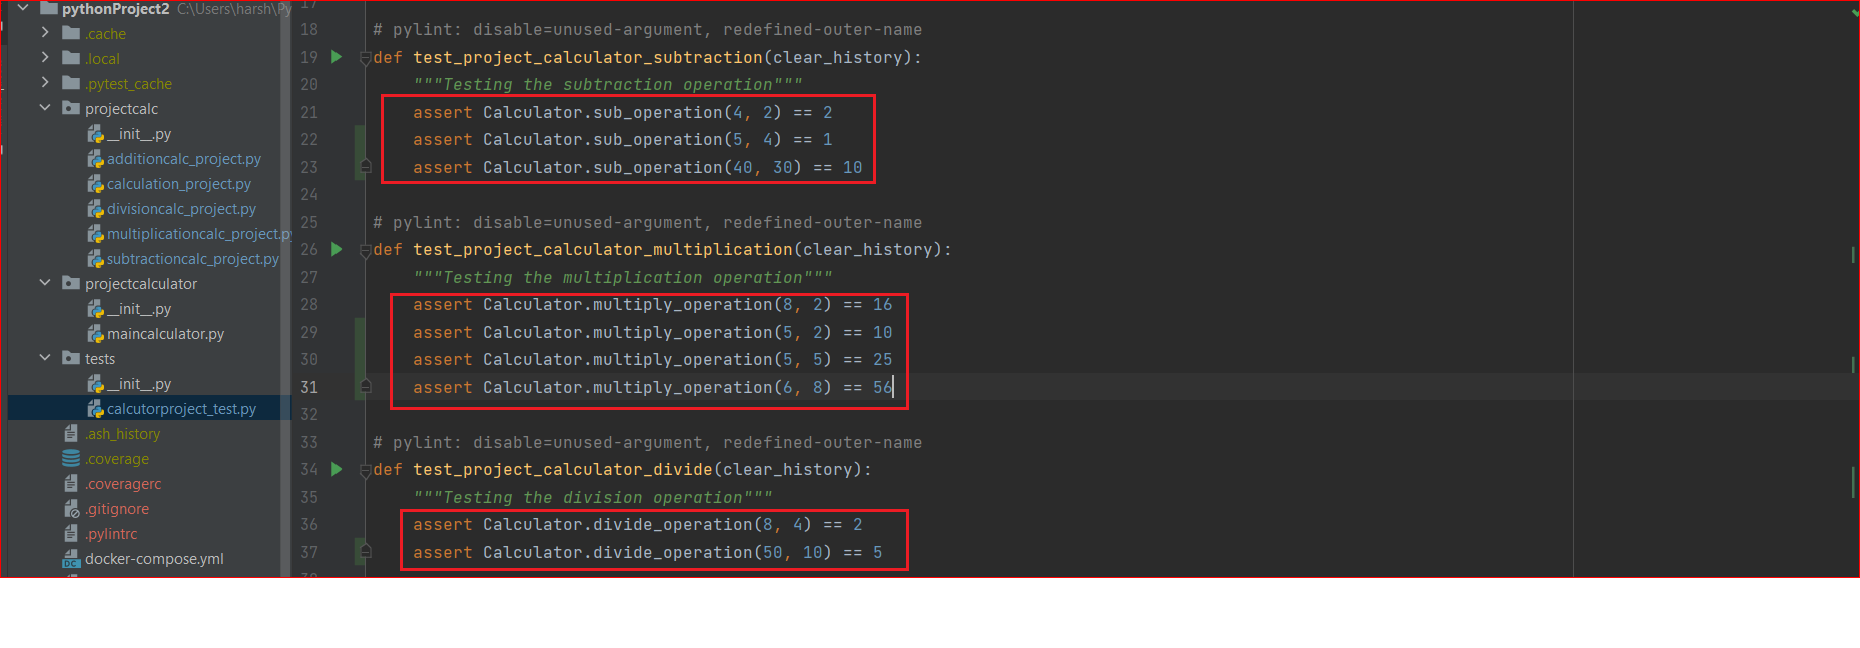 pythonProject2 C:\Users\harsh\Py
.cache
.local
.pytest_cache
projectcalc
__init__.py
additioncalc_project.py
calculation_project.py
divisioncalc_project.py
multiplicationcalc_project.py
subtractioncalc_project.py
projectcalculator
__init__.py
maincalculator.py
tests
__init__.py
calcutorproject_test.py
.ash_history
.coverage
.coveragerc
.gitignore
.pylintrc
DC docker-compose.yml
17
18 # pylint: disable=unused-argument, redefined-outer-name
19 def test_project_calculator_subtraction(clear_history):
20 """Testing the subtraction operation"""
21 assert Calculator.sub_operation(4, 2) == 2
22 assert Calculator.sub_operation(5, 4) == 1
23 assert Calculator.sub_operation(40, 30) == 10
24
25 # pylint: disable=unused-argument, redefined-outer-name
26 def test_project_calculator_multiplication(clear_history):
27 """Testing the multiplication operation"""
28 assert Calculator.multiply_operation(8, 2) == 16
29 assert Calculator.multiply_operation(5, 2) == 10
30 assert Calculator.multiply_operation(5, 5) == 25
31 assert Calculator.multiply_operation(6, 8) == 56
32
33 # pylint: disable=unused-argument, redefined-outer-name
34 def test_project_calculator_divide(clear_history):
35 """Testing the division operation"""
36 assert Calculator.divide_operation(8, 4) == 2
37 assert Calculator.divide_operation(50, 10) == 5
38